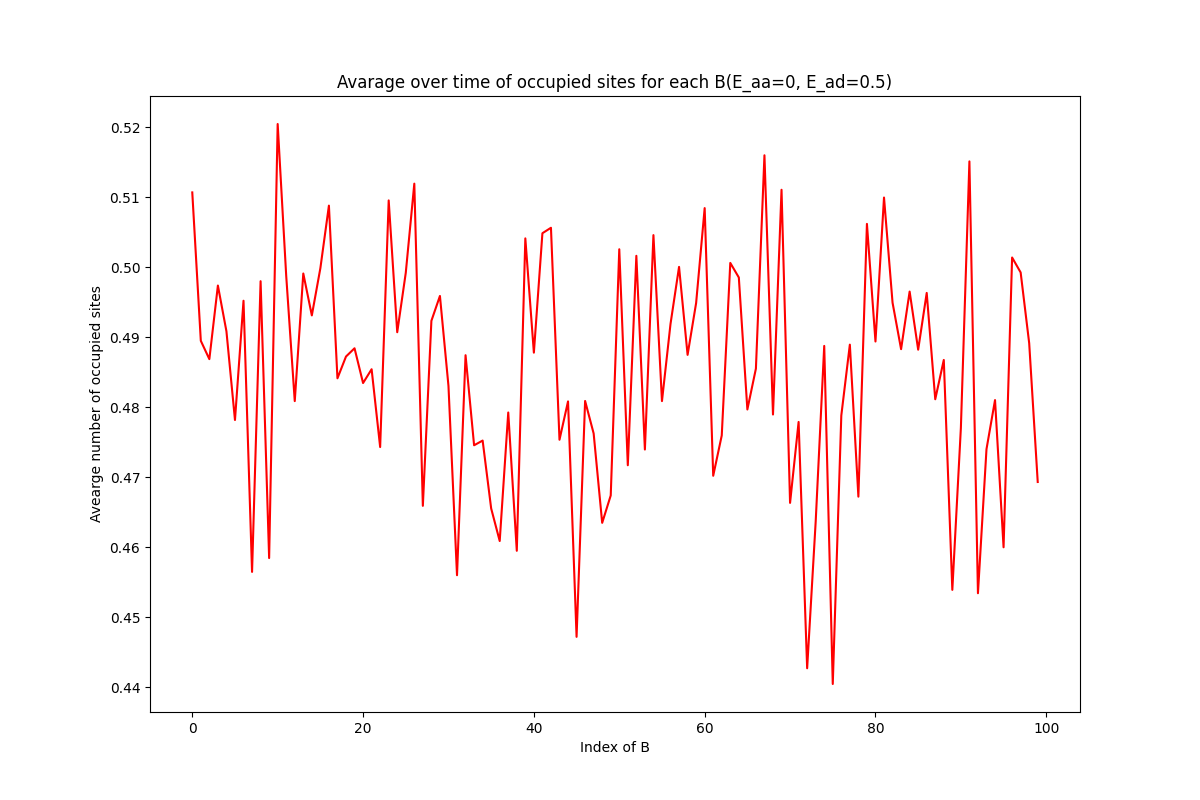 Avarage over time of occupied sites for each B(E_aa=0, E_ad=0.5)
0.52
0.51
0.50
0.49
0.48
0.47
0.46
0.45
0.44
Avearge number of occupied sites
0 20 40 60 80 100
Index of B